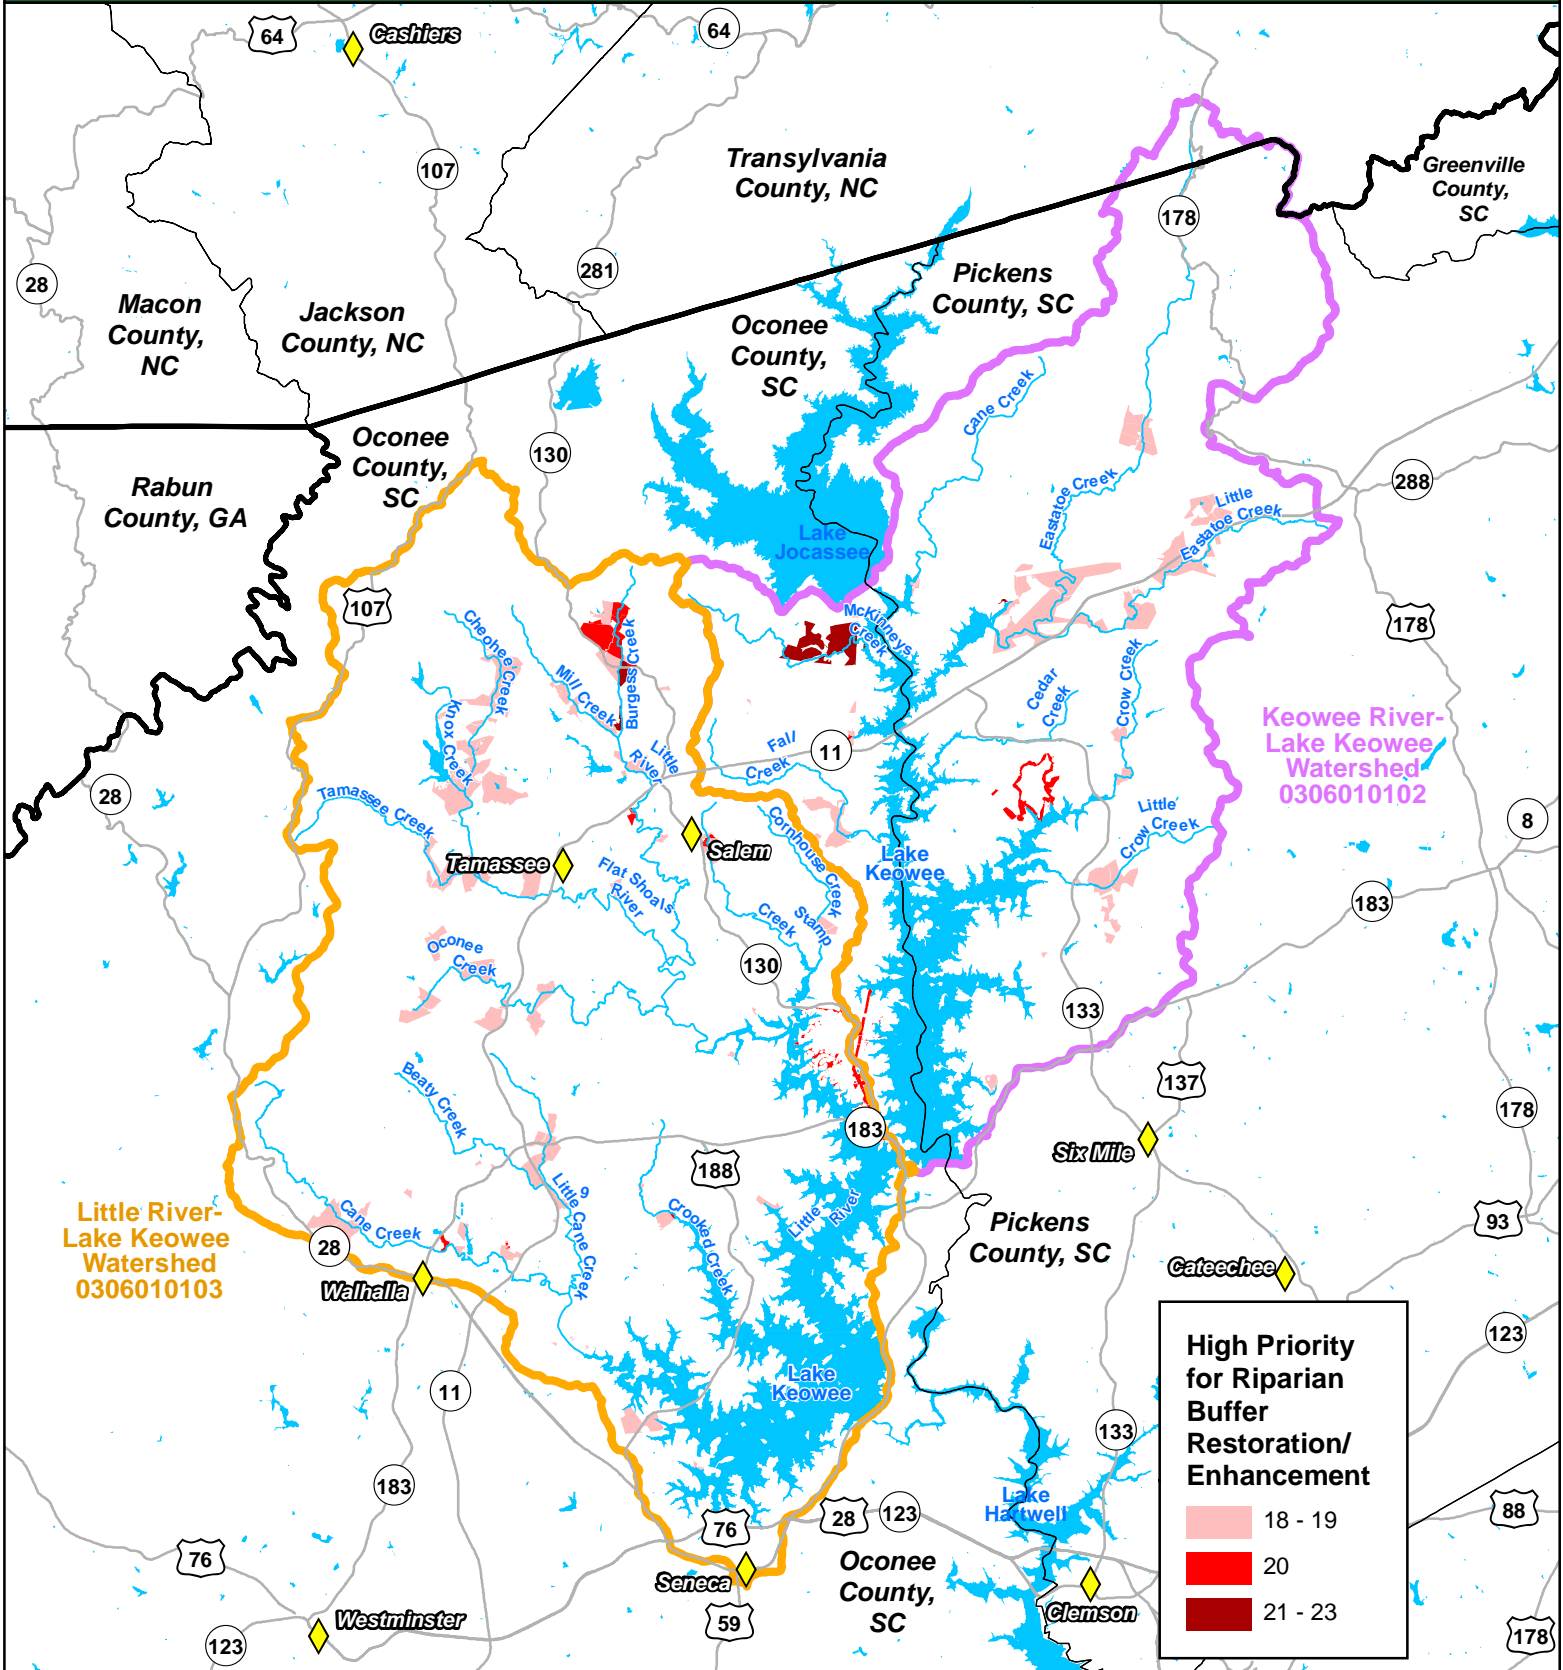 64
Cashiers
64
107
Transylvania
County, NC
Greenville
County,
SC
178
281
28
Macon
County,
NC
Jackson
County, NC
Pickens
County, SC
Oconee
County,
SC
Cane Creek
Oconee
County,
SC
130
Rabun
County, GA
288
Eastatoe Creek
Little
Eastatoe Creek
Lake
Jocassee
107
McKinneys
Creek
178
Cheohee Creek
Mill Creek
Burgess Creek
Knox Creek
Cedar
Creek
Crow Creek
Keowee River-
Lake Keowee
Watershed
0306010102
Little
River
Fall
Creek
11
28
Tamassee Creek
Cornhouse Creek
Little
Crow Creek
8
Salem
Tamassee
Lake
Keowee
Flat Shoals
River
183
Stamp
Creek
Oconee
Creek
130
133
Beaty Creek
137
178
183
Six Mile
188
Little Cane Creek
9
Crooked Creek
Little
River
Little River-
Lake Keowee
Watershed
0306010103
Cane Creek
28
Pickens
County, SC
93
Walhalla
Cateechee
123
High Priority
for Riparian
Buffer
Restoration/
Enhancement
18 - 19
20
21 - 23
Lake
Keowee
11
133
183
Lake
Hartwell
76
28
123
88
76
Oconee
County,
SC
Seneca
Clemson
59
Westminster
123
178